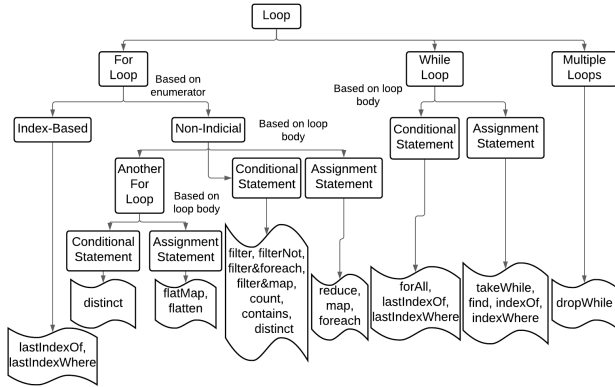 Loop
For
Loop
While
Loop
Multiple
Loops
Based on
enumerator
Based on loop
body
Index-Based
Non-Indicial
Based on loop
body
Conditional
Statement
Assignment
Statement
Another
For
Loop
Conditional
Statement
Assignment
Statement
Based on
loop body
Conditional
Statement
Assignment
Statement
distinct
flatMap,
flatten
filter, filterNot,
filter&foreach,
filter&map,
count,
contains,
distinct
reduce,
map,
foreach
forAll,
lastIndexOf,
lastIndexWhere
takeWhile,
find, indexOf,
indexWhere
dropWhile
lastIndexOf,
lastIndexWhere